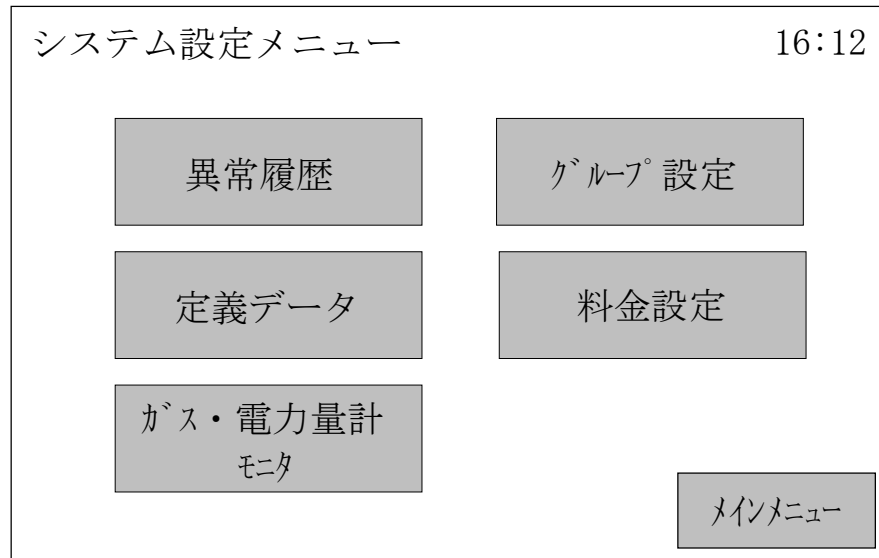 システム設定メニュー 16:12
異常履歴 ｸﾞﾙｰﾌﾟ設定
定義データ 料金設定
ｶﾞｽ・電力量計
ﾓﾆﾀ
ﾒｲﾝﾒﾆｭｰ